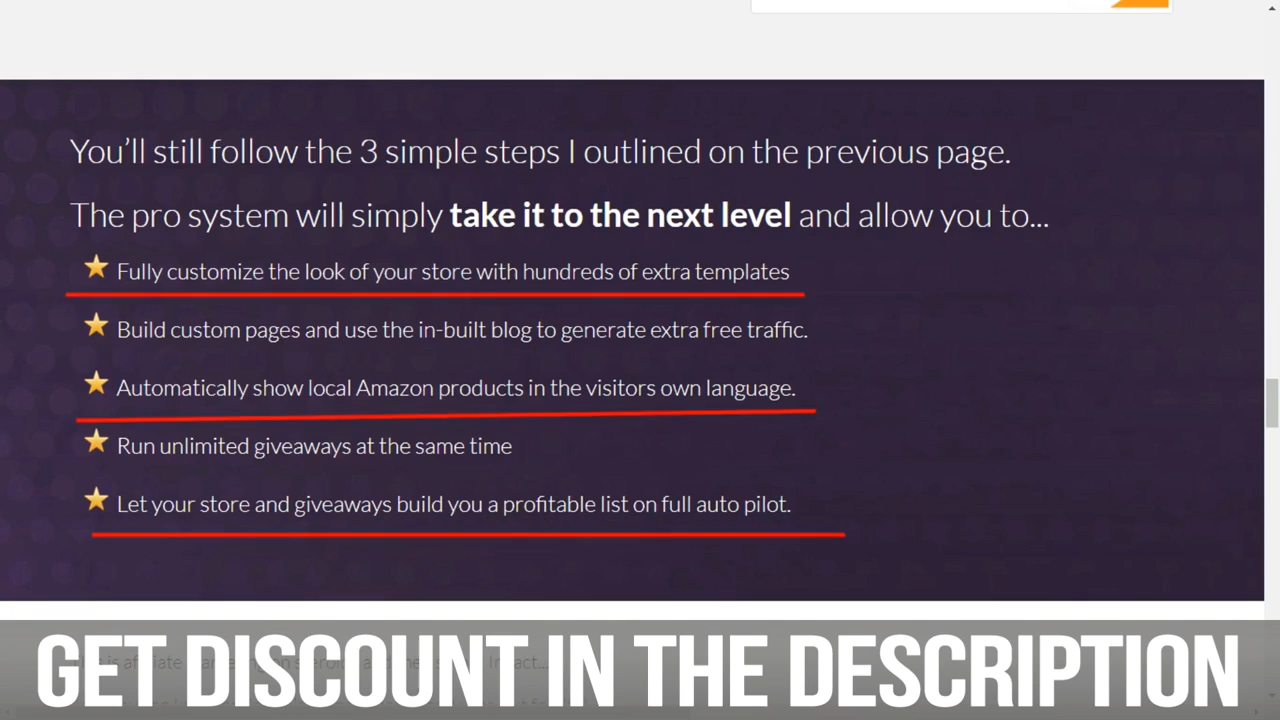 You'll still follow the 3 simple steps I outlined on the previous page.
The pro system will simply take it to the next level and allow you to...
Fully customize the look of your store with hundreds of extra templates
Build custom pages and use the in-built blog to generate extra free traffic.
Automatically show local Amazon products in the visitors own language.
Run unlimited giveaways at the same time
Let your store and giveaways build you a profitable list on full auto pilot.
GET DISCOUNT IN THE DESCRIPTION